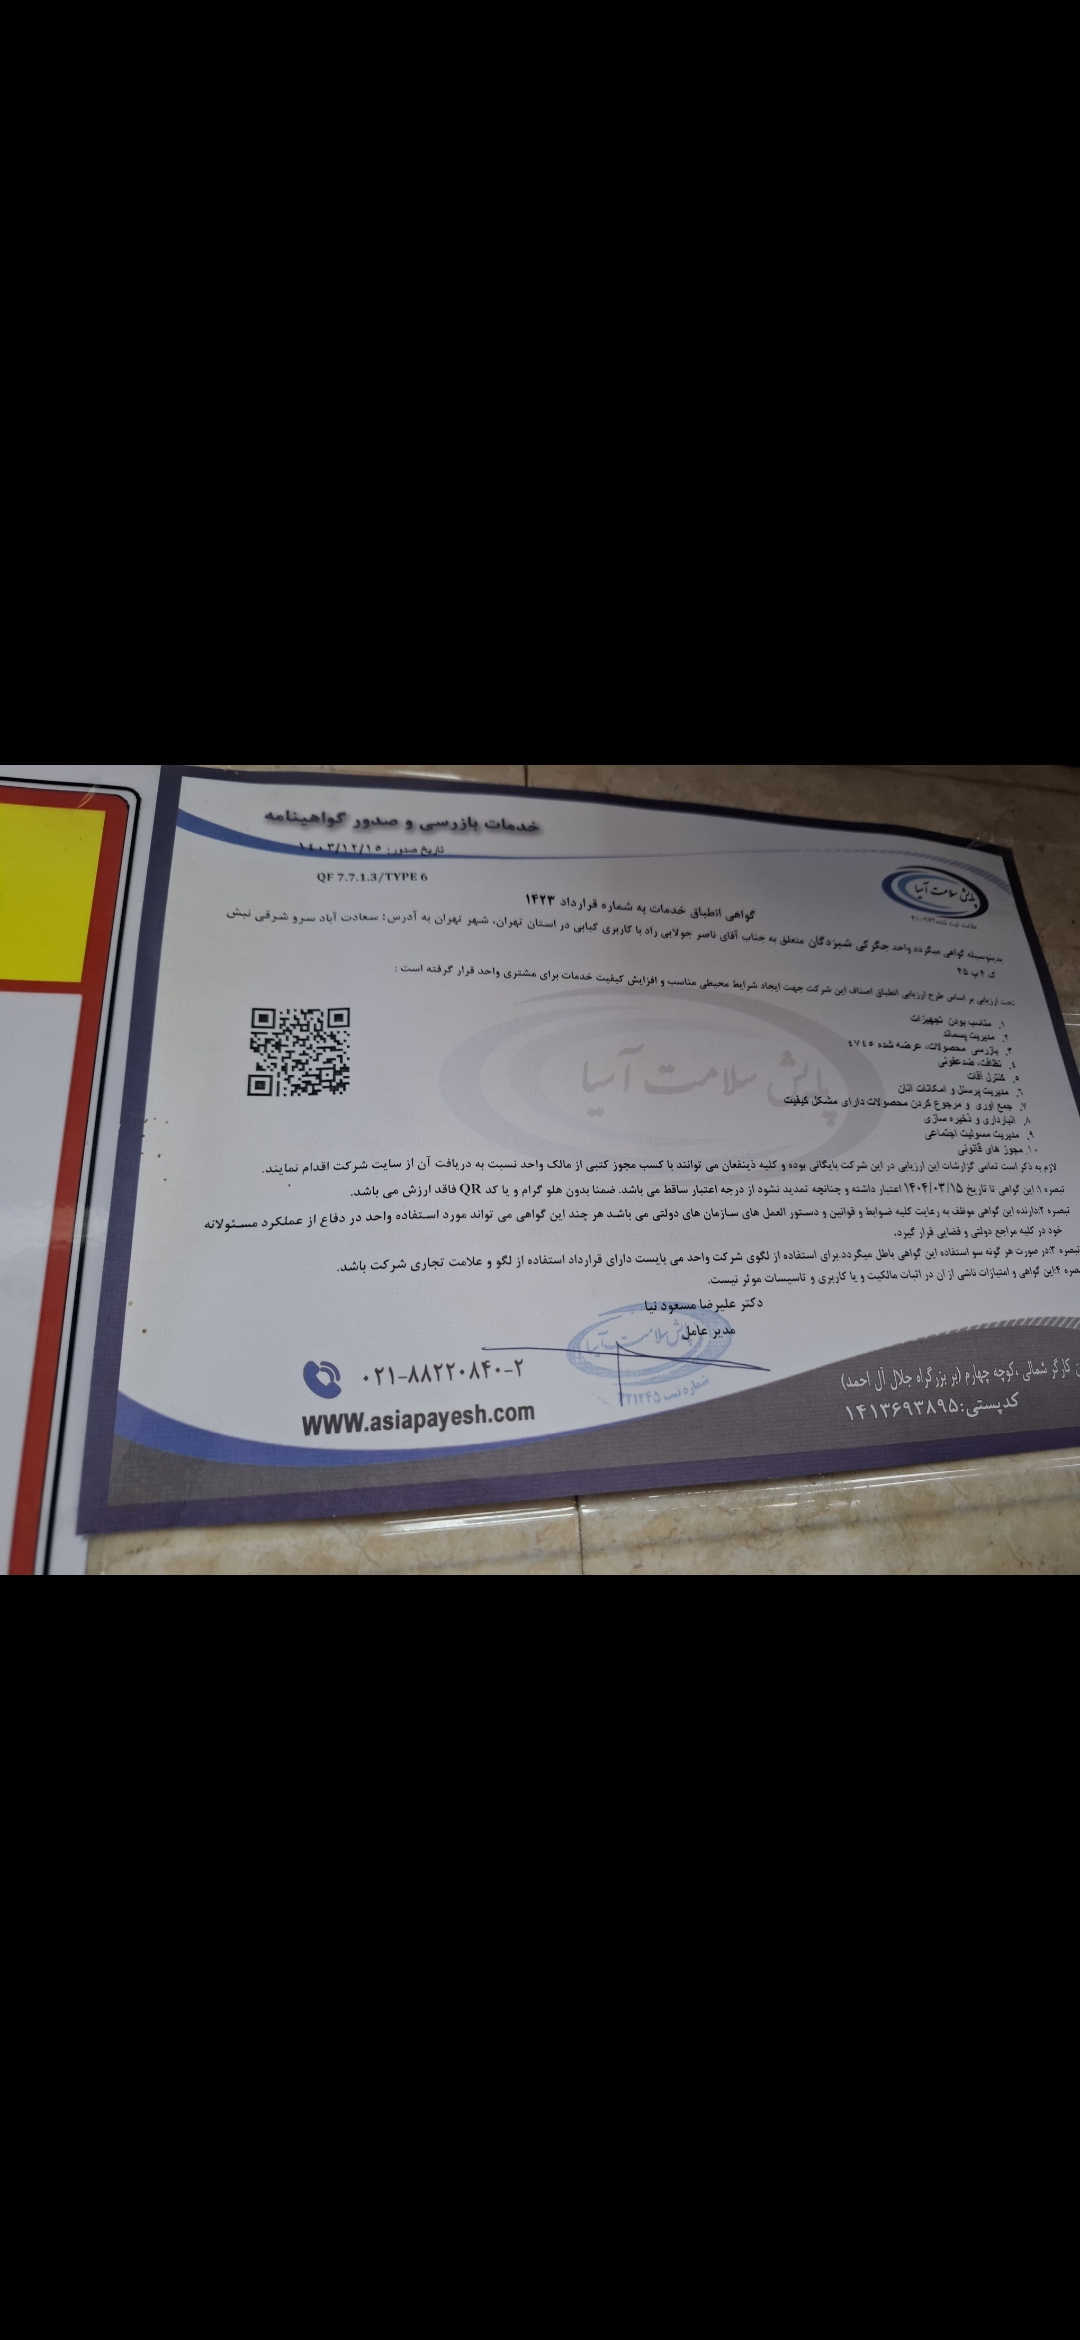 خدمات بازرسی و صدور گواهینامه
تاریخ صدور: ۱۴۰۳/۱۲/۱۵
QF 7.7.1.3/TYPE 6
پایش سلامت آسیا
گواهی انطباق خدمات به شماره قرارداد ۱۴۲۳
بدینوسیله گواهی میگردد واحد جگرکی شیزدگان متعلق به جناب آقای ناصر جولایی راد با کاربری کبابی در استان تهران، شهر تهران به آدرس: سعادت آباد سرو شرقی نبش
ک ۴ پ ۴۵
تحت ارزیابی بر اساس طرح ارزیابی انطباق اصناف این شرکت جهت ایجاد شرایط محیطی مناسب و افزایش کیفیت خدمات برای مشتری واحد قرار گرفته است :
۱. مناسب بودن تجهیزات
۲. مدیریت پسماند
۳. بازرسی محصولات، عرضه شده ٤٧٤٥
۴. نظافت، ضدعفونی
۵. کنترل آفات
۶. مدیریت پرسنل و امکانات آنان
۷. جمع آوری و مرجوع کردن محصولات دارای مشکل کیفیت
۸. انبارداری و ذخیره سازی
۹. مدیریت مسولیت اجتماعی
۱۰. مجوز های قانونی
پایش سلامت آسیا
لازم به ذکر است تمامی گزارشات این ارزیابی در این شرکت بایگانی بوده و کلیه ذینفعان می توانند با کسب مجوز کتبی از مالک واحد نسبت به دریافت آن از سایت شرکت اقدام نمایند.
تبصره ۱: این گواهی تا تاریخ ۱۴۰۴/۰۳/۱۵ اعتبار داشته و چنانچه تمدید نشود از درجه اعتبار ساقط می باشد. ضمنا بدون هلو گرام و یا کد QR فاقد ارزش می باشد.
تبصره ۲:دارنده این گواهی موظف به رعایت کلیه ضوابط و قوانین و دستور العمل های سازمان های دولتی می باشد هر چند این گواهی می تواند مورد استفاده واحد در دفاع از عملکرد مسئولانه
خود در کلیه مراجع دولتی و قضایی قرار گیرد.
تبصره ۳:در صورت هر گونه سو استفاده این گواهی باطل میگردد.برای استفاده از لگوی شرکت واحد می بایست دارای قرارداد استفاده از لگو و علامت تجاری شرکت باشد.
صره ۴:این گواهی و امتیازات ناشی از ان در اثبات مالکیت و یا کاربری و تاسیسات موثر نیست.
دکتر علیرضا مسعود نیا
مدیر عامل
پایش سلامت آسیا
۰۲۱-۸۸۲۲۰۸۴۰-۲
WWW.asiapayesh.com
کارگر شمالی ،کوچه چهارم (بر بزرگراه جلال آل احمد)
کدپستی:۱۴۱۳۶۹۳۸۹۵